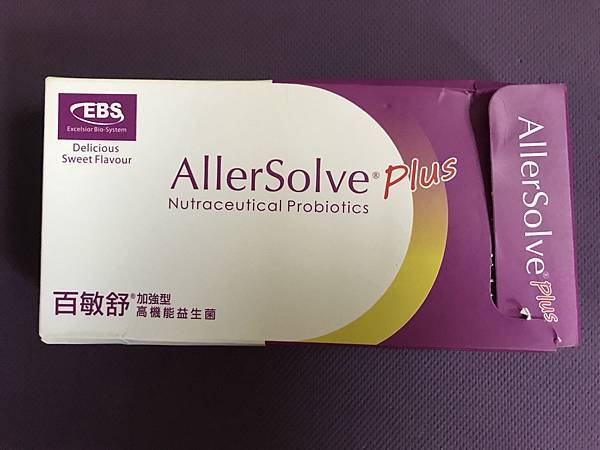 EBS
Excelsior Bio-System
Delicious
Sweet Flavour
AllerSolve® Plus
Nutraceutical Probiotics
百敏舒®加強型
高機能益生菌
AllerSolve® Plus